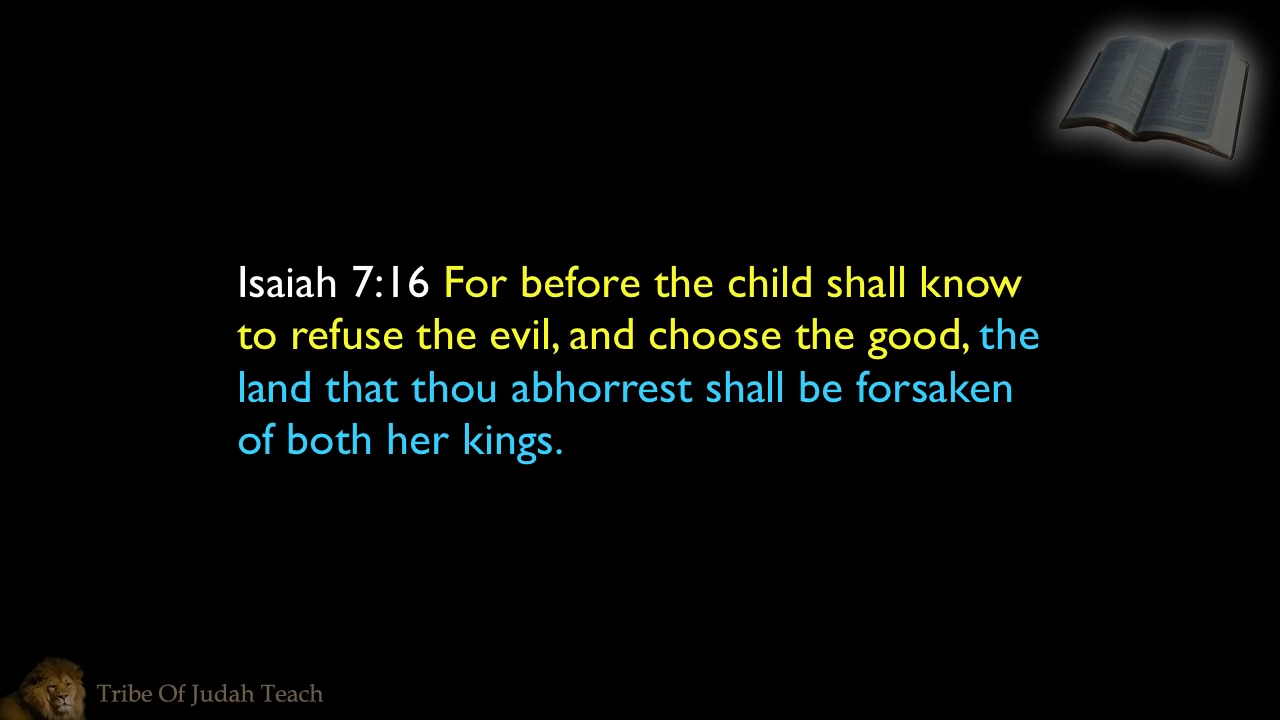 Isaiah 7:16 For before the child shall know
to refuse the evil, and choose the good, the
land that thou abhorrest shall be forsaken
of both her kings.
Tribe Of Judah Teach